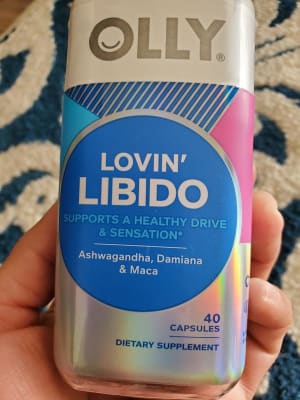 OLLY®
LOVIN'
LIBIDO
SUPPORTS A HEALTHY DRIVE
& SENSATION*
Ashwagandha, Damiana
& Maca
40
CAPSULES
DIETARY SUPPLEMENT